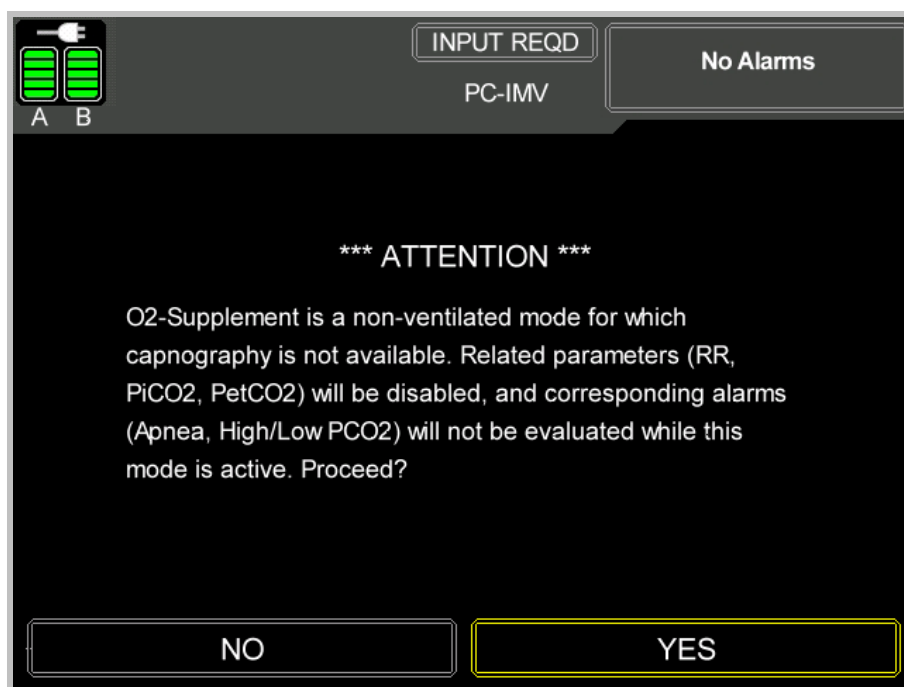 INPUT REQD
No Alarms
PC-IMV
A B
*** ATTENTION ***
O2-Supplement is a non-ventilated mode for which
capnography is not available. Related parameters (RR,
PiCO2, PetCO2) will be disabled, and corresponding alarms
(Apnea, High/Low PCO2) will not be evaluated while this
mode is active. Proceed?
NO
YES